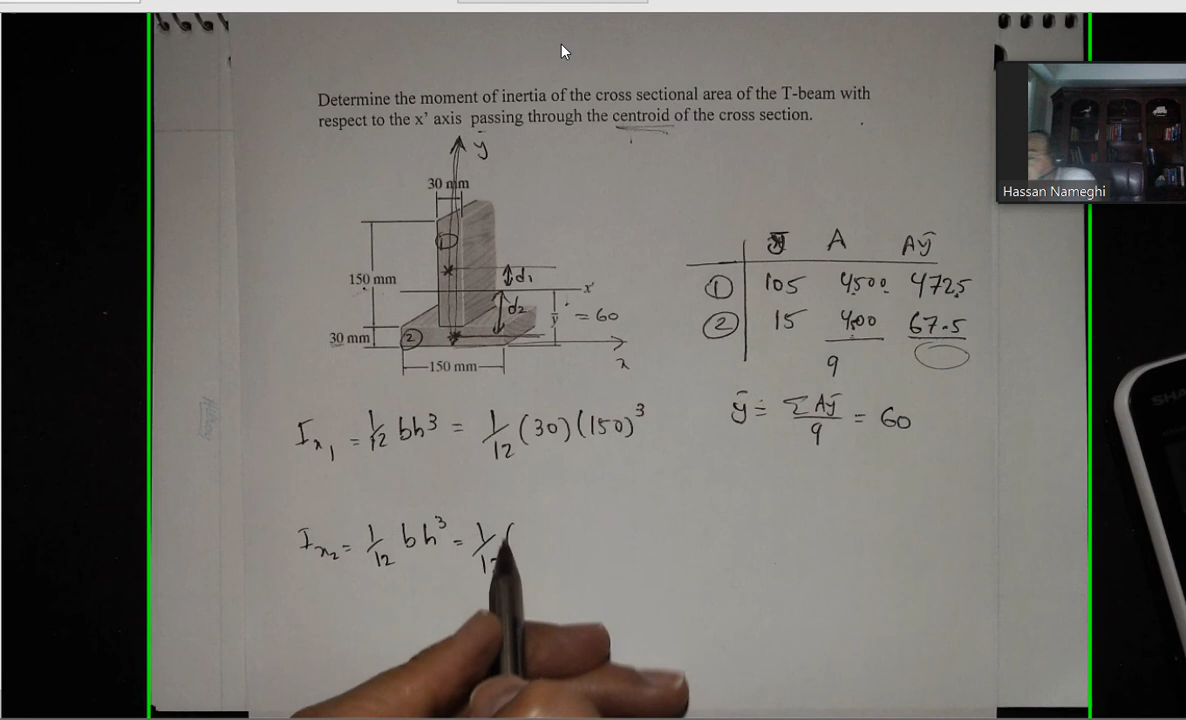 Determine the moment of inertia of the cross sectional area of the T-beam with
respect to the x' axis passing through the centroid of the cross section.
Hassan Nameghi
ȳ
30 mm
1
150 mm
d1
x'
d2
ȳ = 60
30 mm
2
150 mm
x
ȳ A Aȳ
1 105 4500 4725
2 15 4500 67.5
9
ȳ = ΣAȳ/9 = 60
Ix1 = 1/12 bh³ = 1/12 (30)(150)³
Ix2 = 1/12 bh³ = 1/12 (